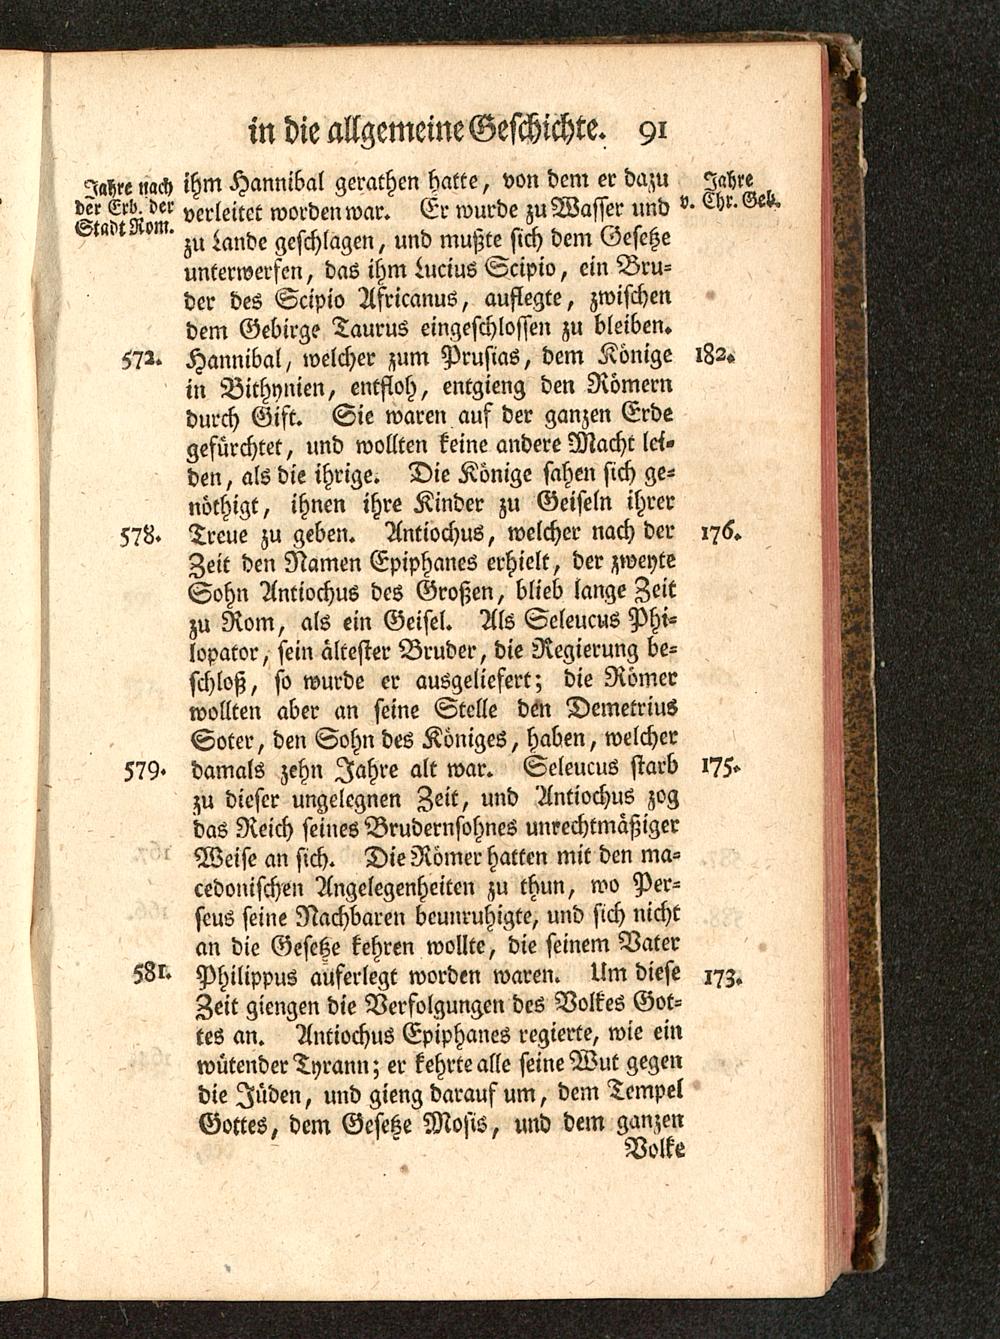 in die allgemeine Geschichte. 91
Jahre nach
der Erb. der
Stadt Rom.
Jahre
v. Chr. Geb.
ihm Hannibal gerathen hatte, von dem er dazu
verleitet worden war. Er wurde zu Wasser und
zu Lande geschlagen, und mußte sich dem Gesetze
unterwerfen, das ihm Lucius Scipio, ein Bru-
der des Scipio Africanus, auflegte, zwischen
dem Gebirge Taurus eingeschlossen zu bleiben.
572. Hannibal, welcher zum Prusias, dem Könige 182.
in Bithynien, entfloh, entgieng den Römern
durch Gift. Sie waren auf der ganzen Erde
gefürchtet, und wollten keine andere Macht lei-
den, als die ihrige. Die Könige sahen sich ge-
nöthigt, ihnen ihre Kinder zu Geiseln ihrer
578. Treue zu geben. Antiochus, welcher nach der 176.
Zeit den Namen Epiphanes erhielt, der zweyte
Sohn Antiochus des Großen, blieb lange Zeit
zu Rom, als ein Geisel. Als Seleucus Phi-
lopator, sein ältester Bruder, die Regierung be-
schloß, so wurde er ausgeliefert; die Römer
wollten aber an seine Stelle den Demetrius
Soter, den Sohn des Königes, haben, welcher
579. damals zehn Jahre alt war. Seleucus starb 175.
zu dieser ungelegnen Zeit, und Antiochus zog
das Reich seines Brudernsohnes unrechtmäßiger
Weise an sich. Die Römer hatten mit den ma-
cedonischen Angelegenheiten zu thun, wo Per-
seus seine Nachbaren beunruhigte, und sich nicht
an die Gesetze kehren wollte, die seinem Vater
581. Philippus auferlegt worden waren. Um diese 173.
Zeit giengen die Verfolgungen des Volkes Got-
tes an. Antiochus Epiphanes regierte, wie ein
wütender Tyrann; er kehrte alle seine Wut gegen
die Jüden, und gieng darauf um, dem Tempel
Gottes, dem Gesetze Mosis, und dem ganzen
Volke